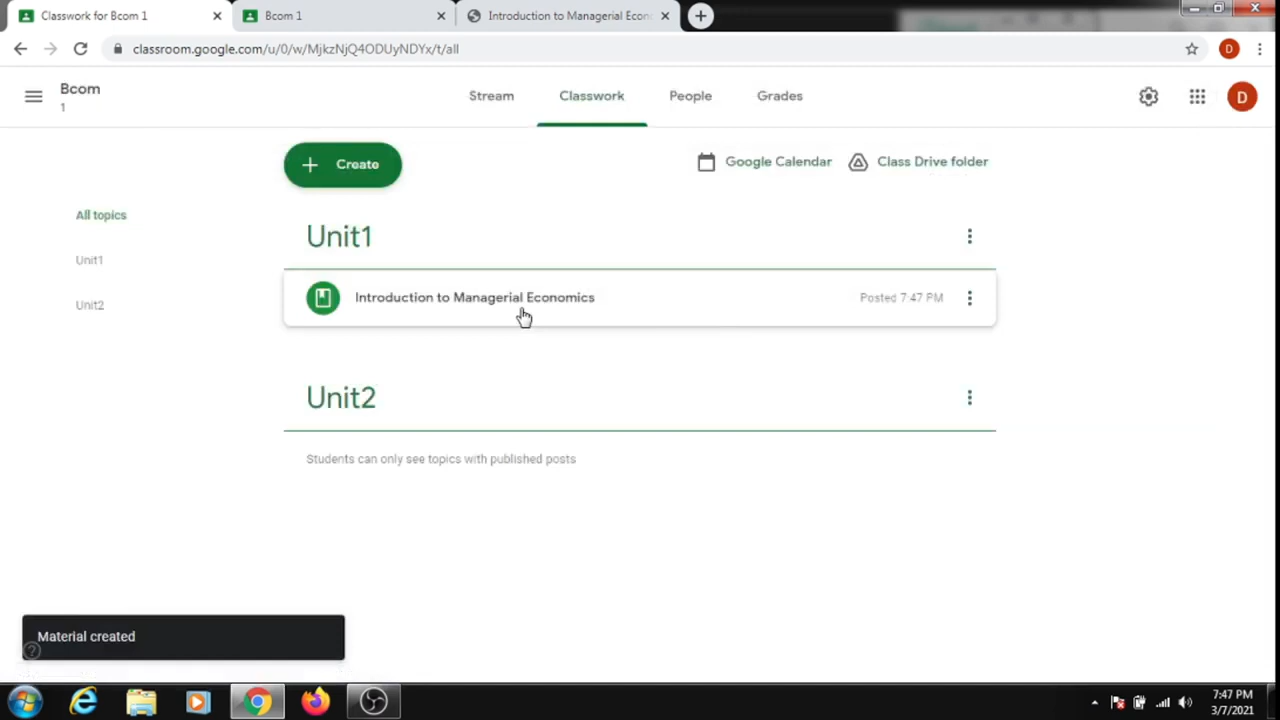 Classwork for Bcom 1
Bcom 1
Introduction to Managerial Econ
classroom.google.com/u/0/w/MjkzNjQ4ODUyNDYx/t/all
D
Bcom
1
Stream
Classwork
People
Grades
D
Create
Google Calendar
Class Drive folder
All topics
Unit1
Unit2
Unit1
Introduction to Managerial Economics
Posted 7:47 PM
Unit2
Students can only see topics with published posts
Material created
7:47 PM
3/7/2021